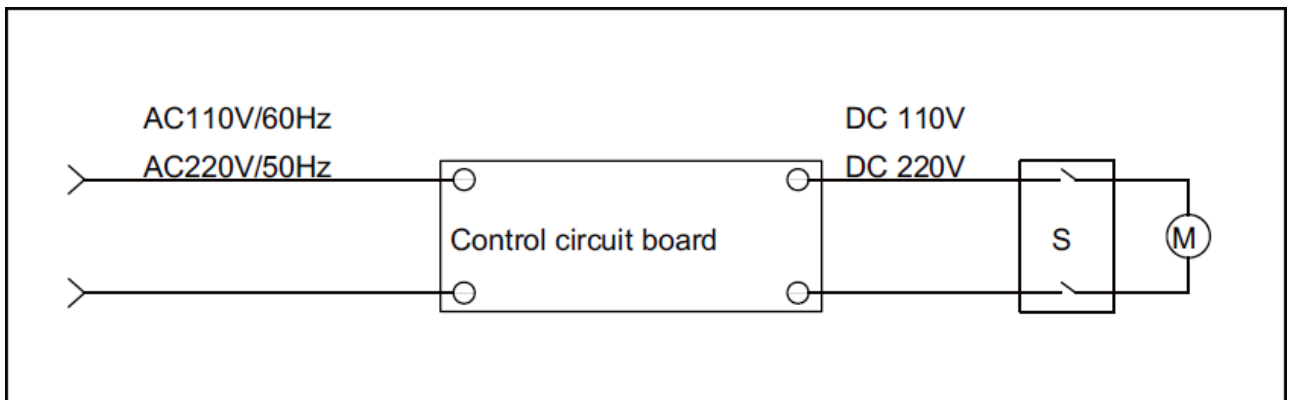 AC110V/60Hz
AC220V/50Hz
DC 110V
DC 220V
Control circuit board
S
M